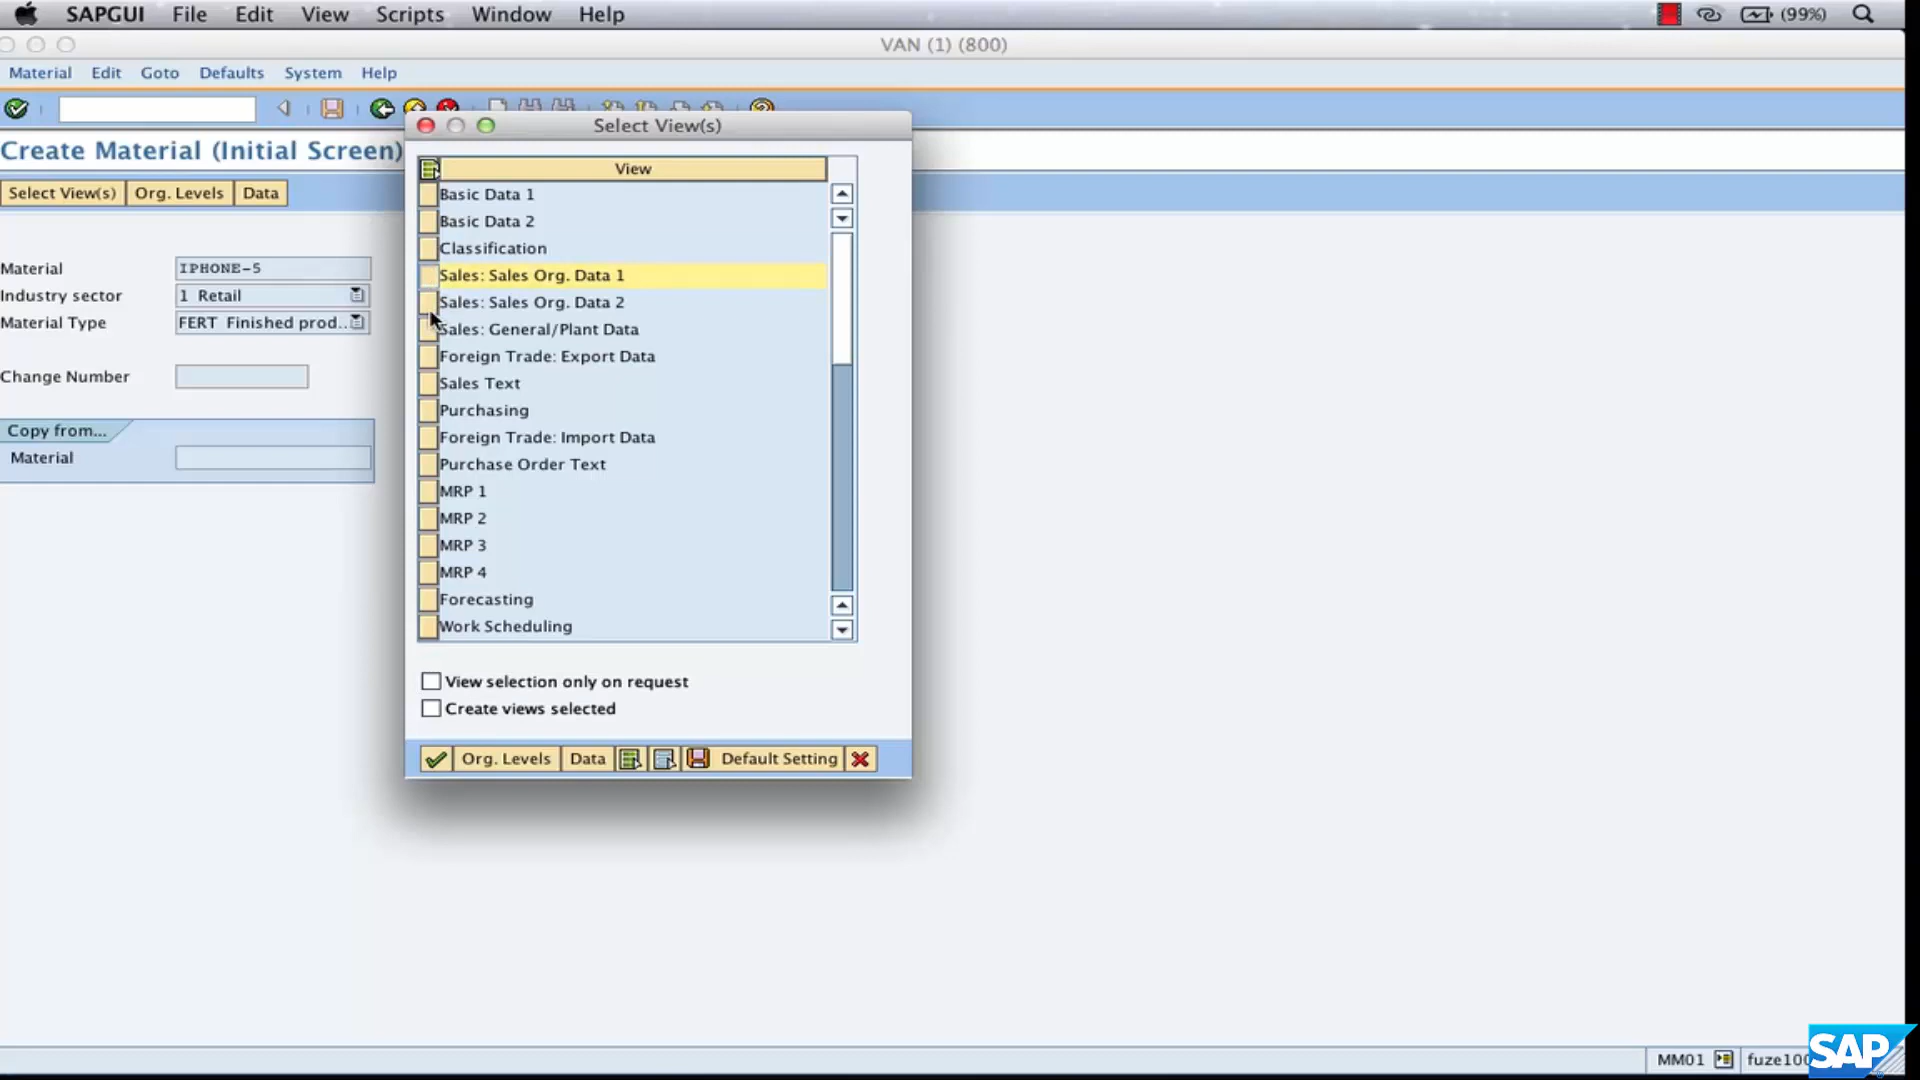 SAPGUI File Edit View Scripts Window Help (99%)
VAN (1) (800)
Material Edit Goto Defaults System Help
Select View(s)
Create Material (Initial Screen)
Select View(s) Org. Levels Data
View
Basic Data 1
Basic Data 2
Classification
Sales: Sales Org. Data 1
Sales: Sales Org. Data 2
Sales: General/Plant Data
Foreign Trade: Export Data
Sales Text
Purchasing
Foreign Trade: Import Data
Purchase Order Text
MRP 1
MRP 2
MRP 3
MRP 4
Forecasting
Work Scheduling
View selection only on request
Create views selected
Org. Levels Data Default Setting
Material IPHONE-5
Industry sector 1 Retail
Material Type FERT Finished prod..
Change Number
Copy from...
Material
MM01 fuze100
SAP